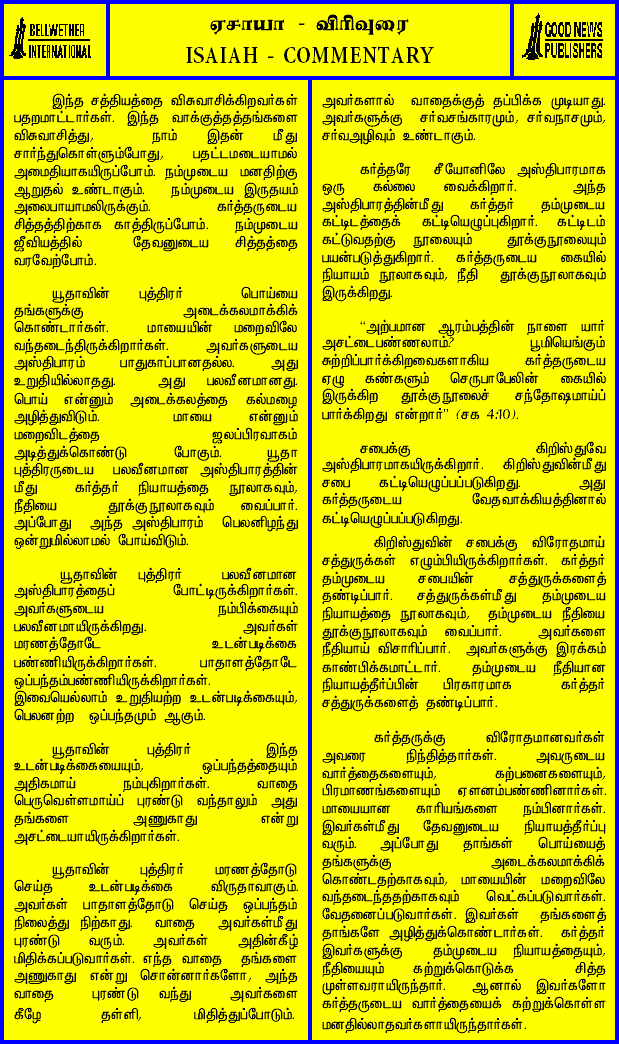 BELLWETHER
INTERNATIONAL
ஏசாயா - விரிவுரை
ISAIAH - COMMENTARY
GOOD NEWS
PUBLISHERS
இந்த சத்தியத்தை விசுவாசிக்கிறவர்கள்
பதறமாட்டார்கள். இந்த வாக்குத்தத்தங்களை
விசுவாசித்து, நாம் இதன் மீது
சார்ந்துகொள்ளும்போது, பதட்டமடையாமல்
அமைதியாகயிருப்போம். நம்முடைய மனதிற்கு
ஆறுதல் உண்டாகும். நம்முடைய இருதயம்
அலைபாயாமலிருக்கும். கர்த்தருடைய
சித்தத்திற்காக காத்திருப்போம். நம்முடைய
ஜீவியத்தில் தேவனுடைய சித்தத்தை
வரவேற்போம்.
யூதாவின் புத்திரர் பொய்யை
தங்களுக்கு அடைக்கலமாக்கிக்
கொண்டார்கள். மாயையின் மறைவிலே
வந்தடைந்திருக்கிறார்கள். அவர்களுடைய
அஸ்திபாரம் பாதுகாப்பானதல்ல. அது
உறுதியில்லாதது. அது பலவீனமானது.
பொய் என்னும் அடைக்கலத்தை கல்மழை
அழித்துவிடும். மாயை என்னும்
மறைவிடத்தை ஜலப்பிரவாகம்
அடித்துக்கொண்டு போகும். யூதா
புத்திரருடைய பலவீனமான அஸ்திபாரத்தின்
மீது கர்த்தர் நியாயத்தை நூலாகவும்,
நீதியை தூக்குநூலாகவும் வைப்பார்.
அப்போது அந்த அஸ்திபாரம் பெலனிழந்து
ஒன்றுமில்லாமல் போய்விடும்.
யூதாவின் புத்திரர் பலவீனமான
அஸ்திபாரத்தைப் போட்டிருக்கிறார்கள்.
அவர்களுடைய நம்பிக்கையும்
பலவீனமாயிருக்கிறது. அவர்கள்
மரணத்தோடே உடன்படிக்கை
பண்ணியிருக்கிறார்கள். பாதாளத்தோடே
ஒப்பந்தம்பண்ணியிருக்கிறார்கள்.
இவையெல்லாம் உறுதியற்ற உடன்படிக்கையும்,
பெலனற்ற ஒப்பந்தமும் ஆகும்.
யூதாவின் புத்திரர் இந்த
உடன்படிக்கையையும், ஒப்பந்தத்தையும்
அதிகமாய் நம்புகிறார்கள். வாதை
பெருவெள்ளமாய்ப் புரண்டு வந்தாலும் அது
தங்களை அணுகாது என்று
அசட்டையாயிருக்கிறார்கள்.
யூதாவின் புத்திரர் மரணத்தோடு
செய்த உடன்படிக்கை விருதாவாகும்.
அவர்கள் பாதாளத்தோடு செய்த ஒப்பந்தம்
நிலைத்து நிற்காது. வாதை அவர்கள்மீது
புரண்டு வரும். அவர்கள் அதின்கீழ்
மிதிக்கப்படுவார்கள். எந்த வாதை தங்களை
அணுகாது என்று சொன்னார்களோ, அந்த
வாதை புரண்டு வந்து அவர்களை
கீழே தள்ளி, மிதித்துப்போடும்.
அவர்களால் வாதைக்குத் தப்பிக்க முடியாது.
அவர்களுக்கு சர்வசங்காரமும், சர்வநாசமும்,
சர்வஅழிவும் உண்டாகும்.
கர்த்தரே சீயோனிலே அஸ்திபாரமாக
ஒரு கல்லை வைக்கிறார். அந்த
அஸ்திபாரத்தின்மீது கர்த்தர் தம்முடைய
கட்டிடத்தைக் கட்டியெழுப்புகிறார். கட்டிடம்
கட்டுவதற்கு நூலையும் தூக்குநூலையும்
பயன்படுத்துகிறார். கர்த்தருடைய கையில்
நியாயம் நூலாகவும், நீதி தூக்குநூலாகவும்
இருக்கிறது.
“அற்பமான ஆரம்பத்தின் நாளை யார்
அசட்டைபண்ணலாம்? பூமியெங்கும்
சுற்றிப்பார்க்கிறவைகளாகிய கர்த்தருடைய
ஏழு கண்களும் செருபாபேலின் கையில்
இருக்கிற தூக்குநூலைச் சந்தோஷமாய்ப்
பார்க்கிறது என்றார்” (சக 4:10).
சபைக்கு கிறிஸ்துவே
அஸ்திபாரமாகயிருக்கிறார். கிறிஸ்துவின்மீது
சபை கட்டியெழுப்பப்படுகிறது. அது
கர்த்தருடைய வேதவாக்கியத்தினால்
கட்டியெழுப்பப்படுகிறது.
கிறிஸ்துவின் சபைக்கு விரோதமாய்
சத்துருக்கள் எழும்பியிருக்கிறார்கள். கர்த்தர்
தம்முடைய சபையின் சத்துருக்களைத்
தண்டிப்பார். சத்துருக்கள்மீது தம்முடைய
நியாயத்தை நூலாகவும், தம்முடைய நீதியை
தூக்குநூலாகவும் வைப்பார். அவர்களை
நீதியாய் விசாரிப்பார். அவர்களுக்கு இரக்கம்
காண்பிக்கமாட்டார். தம்முடைய நீதியான
நியாயத்தீர்ப்பின் பிரகாரமாக கர்த்தர்
சத்துருக்களைத் தண்டிப்பார்.
கர்த்தருக்கு விரோதமானவர்கள்
அவரை நிந்தித்தார்கள். அவருடைய
வார்த்தைகளையும், கற்பனைகளையும்,
பிரமாணங்களையும் ஏளனம்பண்ணினார்கள்.
மாயையான காரியங்களை நம்பினார்கள்.
இவர்கள்மீது தேவனுடைய நியாயத்தீர்ப்பு
வரும். அப்போது தாங்கள் பொய்யைத்
தங்களுக்கு அடைக்கலமாக்கிக்
கொண்டதற்காகவும், மாயையின் மறைவிலே
வந்தடைந்ததற்காகவும் வெட்கப்படுவார்கள்.
வேதனைப்படுவார்கள். இவர்கள் தங்களைத்
தாங்களே அழித்துக்கொண்டார்கள். கர்த்தர்
இவர்களுக்கு தம்முடைய நியாயத்தையும்,
நீதியையும் கற்றுக்கொடுக்க சித்த
முள்ளவராயிருந்தார். ஆனால் இவர்களோ
கர்த்தருடைய வார்த்தையைக் கற்றுக்கொள்ள
மனதில்லாதவர்களாயிருந்தார்கள்.